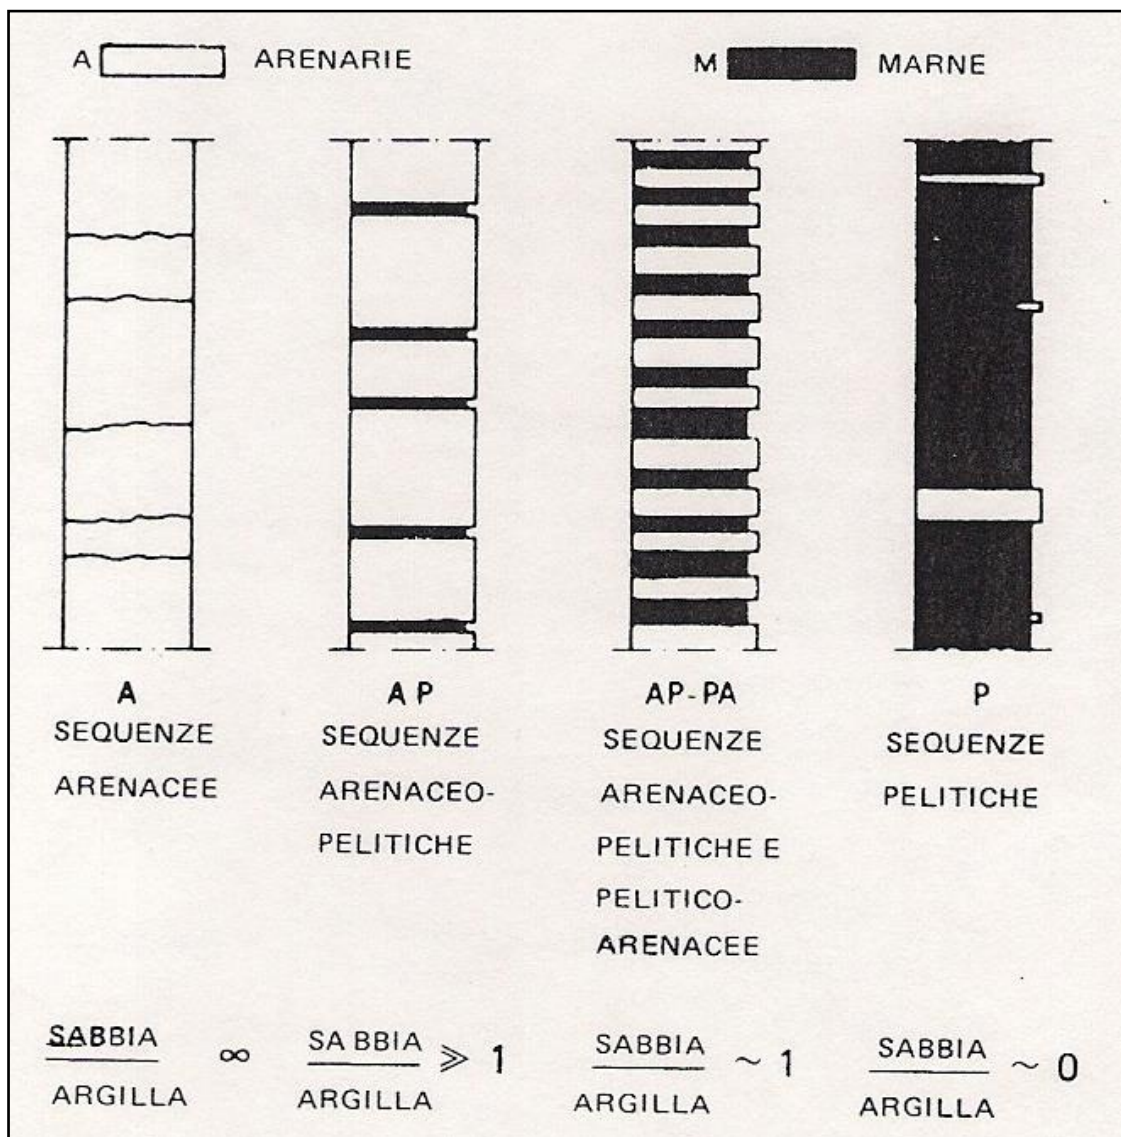 A ARENARIE
M MARNE
A
SEQUENZE
ARENACEE
AP
SEQUENZE
ARENACEO-
PELITICHE
AP-PA
SEQUENZE
ARENACEO-
PELITICHE E
PELITICO-
ARENACEE
P
SEQUENZE
PELITICHE
SABBIA
ARGILLA
∞
SABBIA
ARGILLA
≫ 1
SABBIA
ARGILLA
~ 1
SABBIA
ARGILLA
~ 0